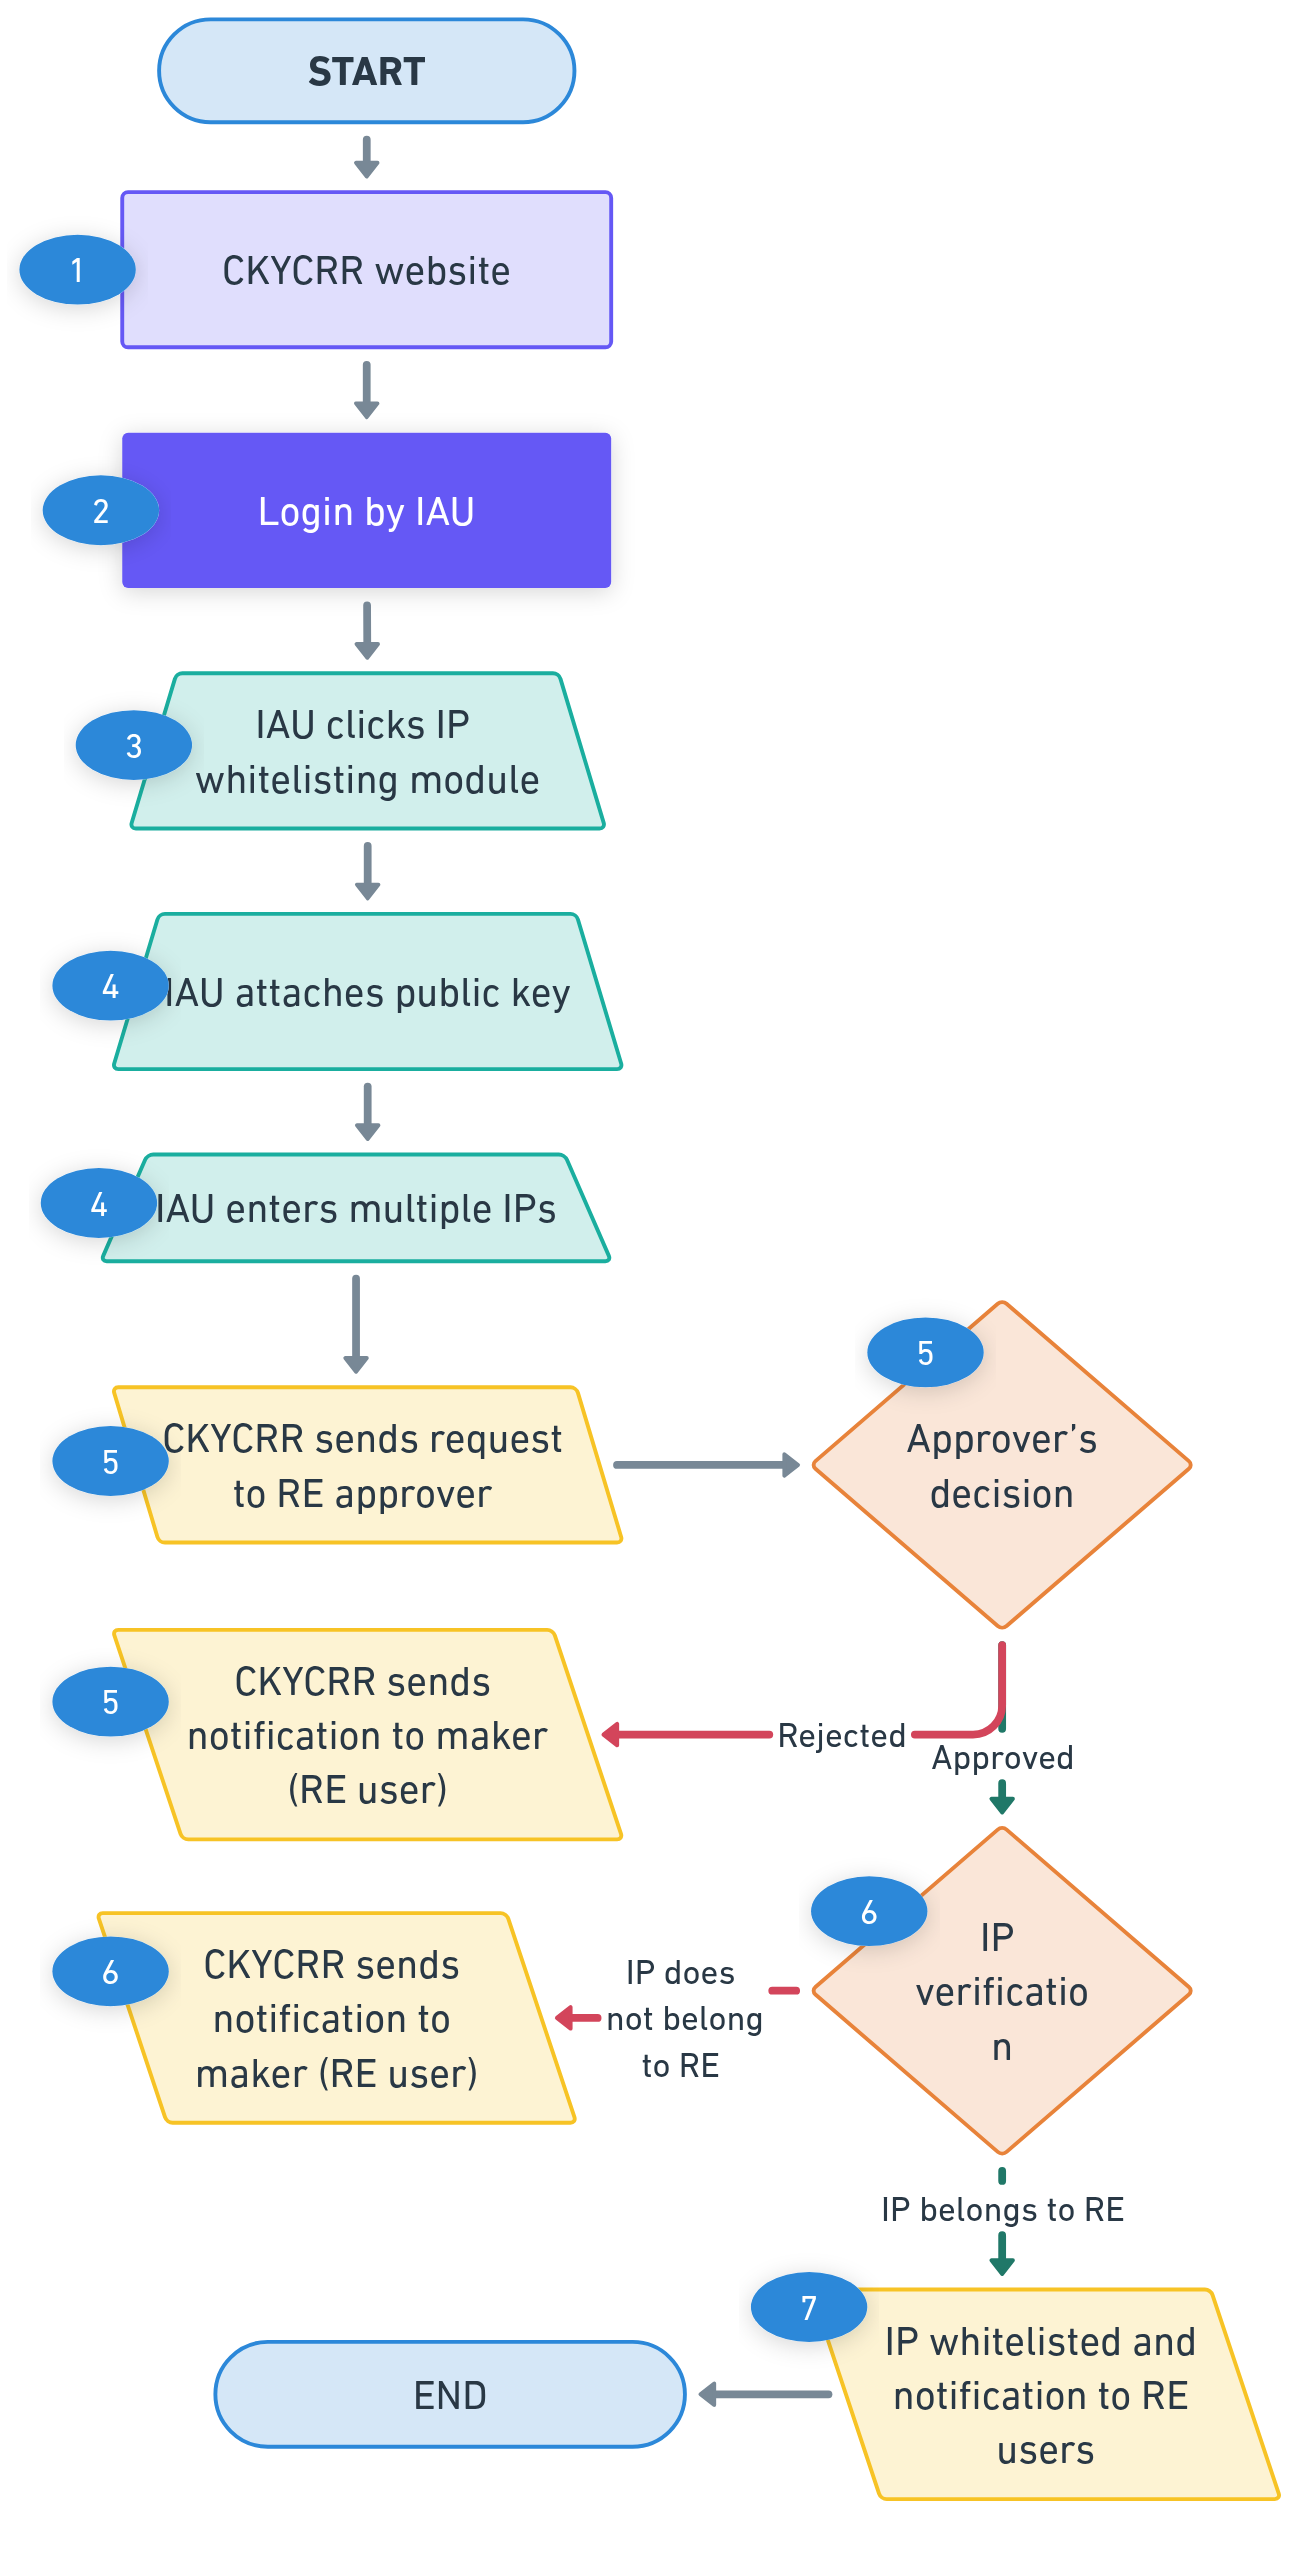 START
1
CKYCRR website
2
Login by IAU
3
IAU clicks IP
whitelisting module
4
IAU attaches public key
4
IAU enters multiple IPs
5
CKYCRR sends request
to RE approver
5
Approver’s
decision
5
CKYCRR sends
notification to maker
(RE user)
Rejected
Approved
6
IP
verificatio
n
6
CKYCRR sends
notification to
maker (RE user)
IP does
not belong
to RE
IP belongs to RE
7
IP whitelisted and
notification to RE
users
END